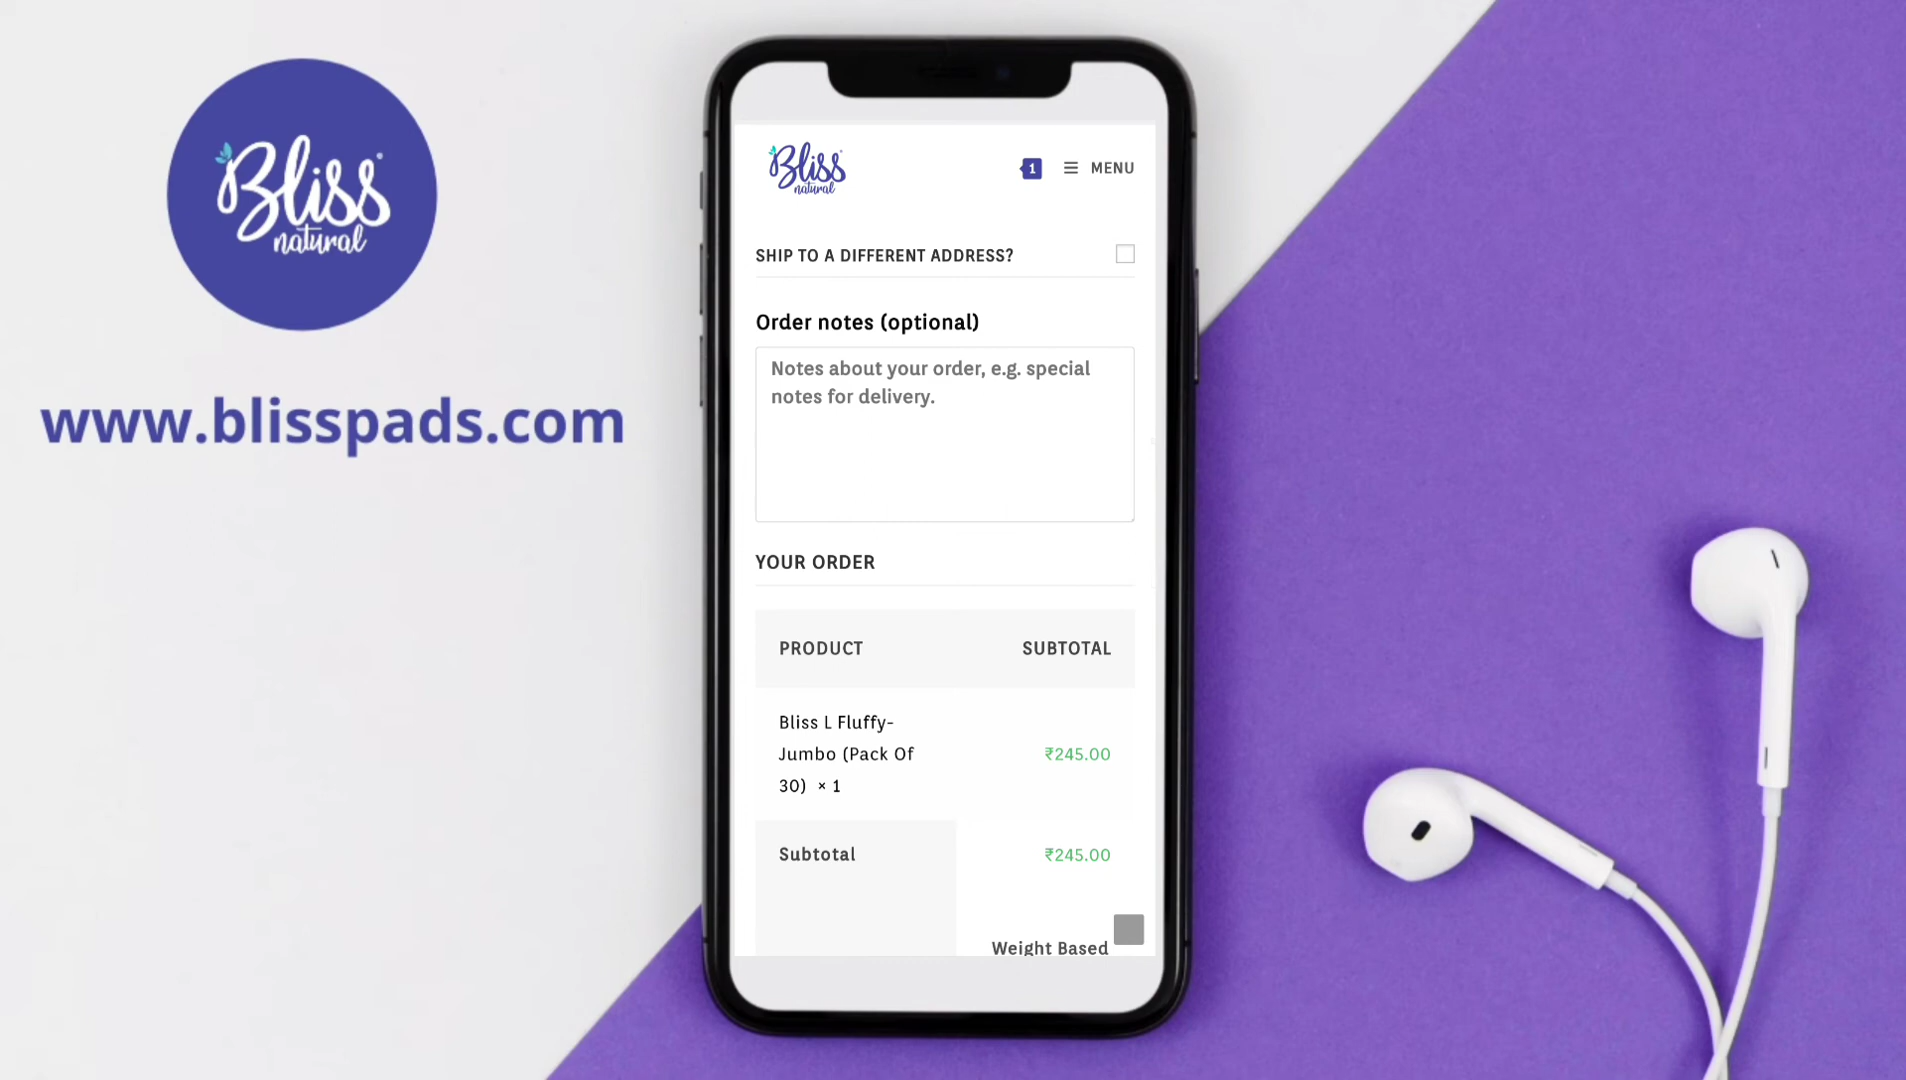 Bliss
natural
www.blisspads.com
Bliss
natural
1
MENU
SHIP TO A DIFFERENT ADDRESS?
Order notes (optional)
Notes about your order, e.g. special
notes for delivery.
YOUR ORDER
PRODUCT SUBTOTAL
Bliss L Fluffy-
Jumbo (Pack Of
30) × 1
₹245.00
Subtotal ₹245.00
Weight Based